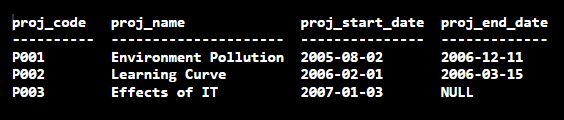 proj_code proj_name proj_start_date proj_end_date
---------- --------------------- --------------- -------------
P001 Environment Pollution 2005-08-02 2006-12-11
P002 Learning Curve 2006-02-01 2006-03-15
P003 Effects of IT 2007-01-03 NULL